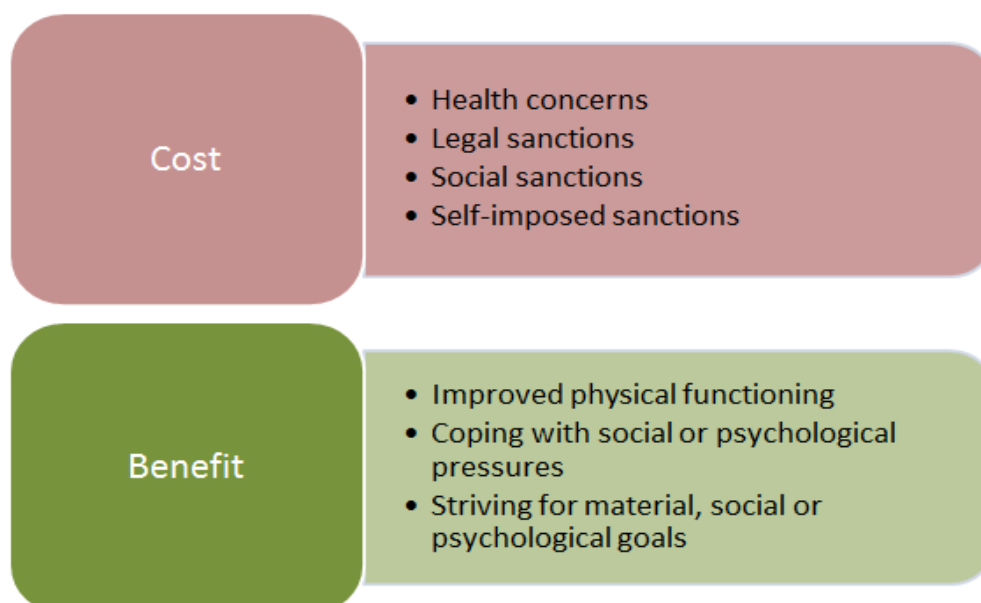 Cost
• Health concerns
• Legal sanctions
• Social sanctions
• Self-imposed sanctions
Benefit
• Improved physical functioning
• Coping with social or psychological
pressures
• Striving for material, social or
psychological goals